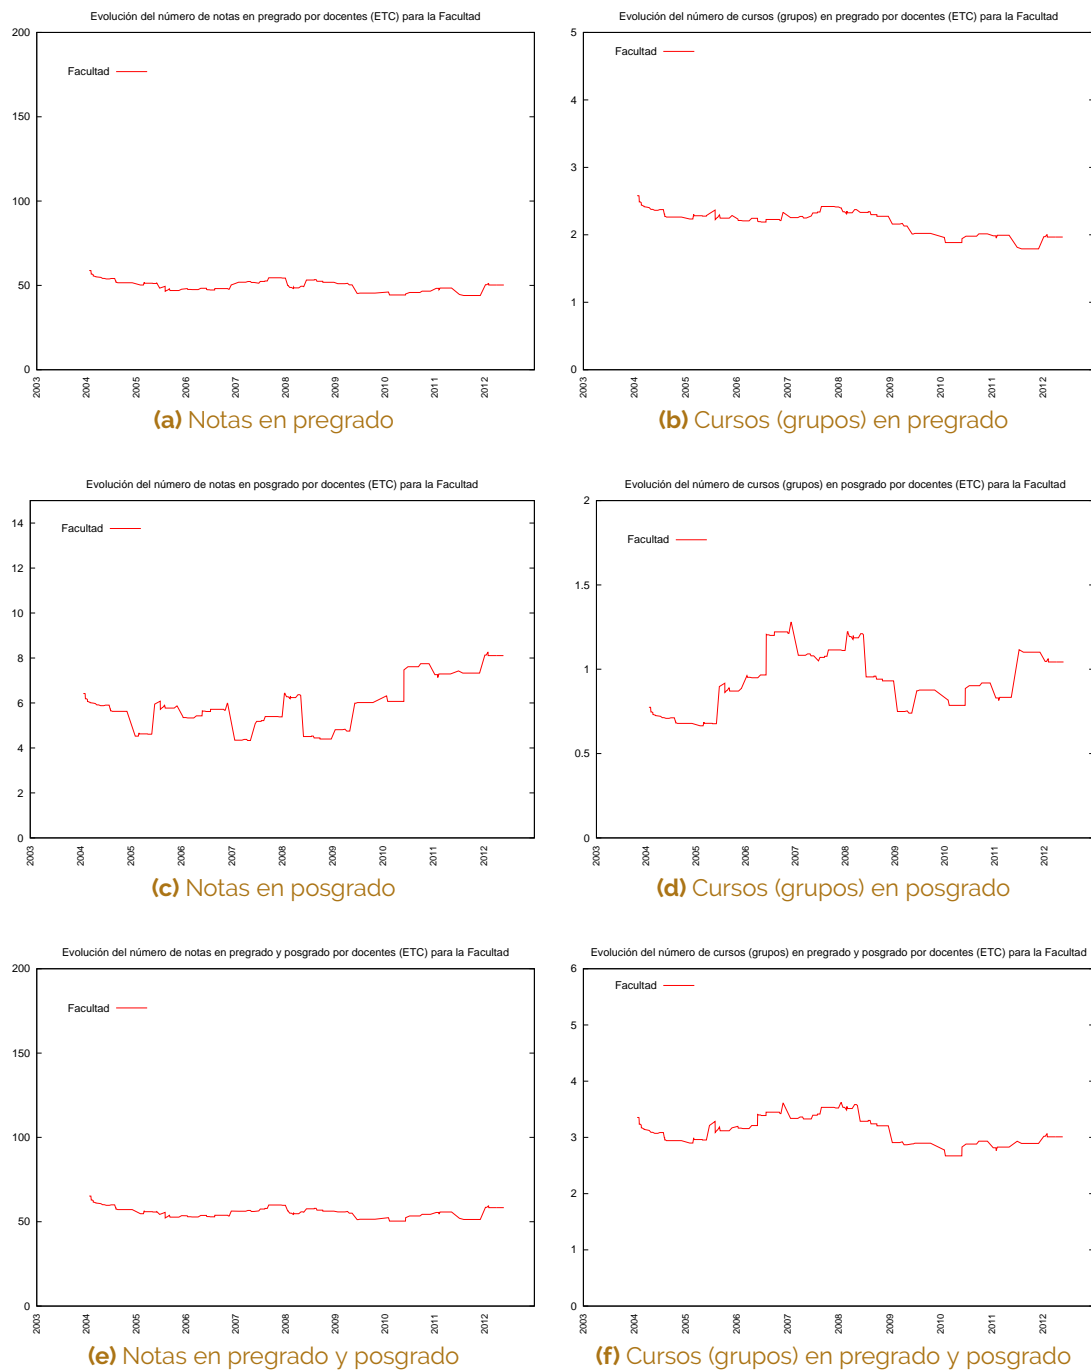 Evolución del número de notas en pregrado por docentes (ETC) para la Facultad
200
150
100
50
0
Facultad
2003 2004 2005 2006 2007 2008 2009 2010 2011 2012
(a) Notas en pregrado
Evolución del número de cursos (grupos) en pregrado por docentes (ETC) para la Facultad
5
4
3
2
1
0
Facultad
2003 2004 2005 2006 2007 2008 2009 2010 2011 2012
(b) Cursos (grupos) en pregrado
Evolución del número de notas en posgrado por docentes (ETC) para la Facultad
14
12
10
8
6
4
2
0
Facultad
2003 2004 2005 2006 2007 2008 2009 2010 2011 2012
(c) Notas en posgrado
Evolución del número de cursos (grupos) en posgrado por docentes (ETC) para la Facultad
2
1.5
1
0.5
0
Facultad
2003 2004 2005 2006 2007 2008 2009 2010 2011 2012
(d) Cursos (grupos) en posgrado
Evolución del número de notas en pregrado y posgrado por docentes (ETC) para la Facultad
200
150
100
50
0
Facultad
2003 2004 2005 2006 2007 2008 2009 2010 2011 2012
(e) Notas en pregrado y posgrado
Evolución del número de cursos (grupos) en pregrado y posgrado por docentes (ETC) para la Facultad
6
5
4
3
2
1
0
Facultad
2003 2004 2005 2006 2007 2008 2009 2010 2011 2012
(f) Cursos (grupos) en pregrado y posgrado